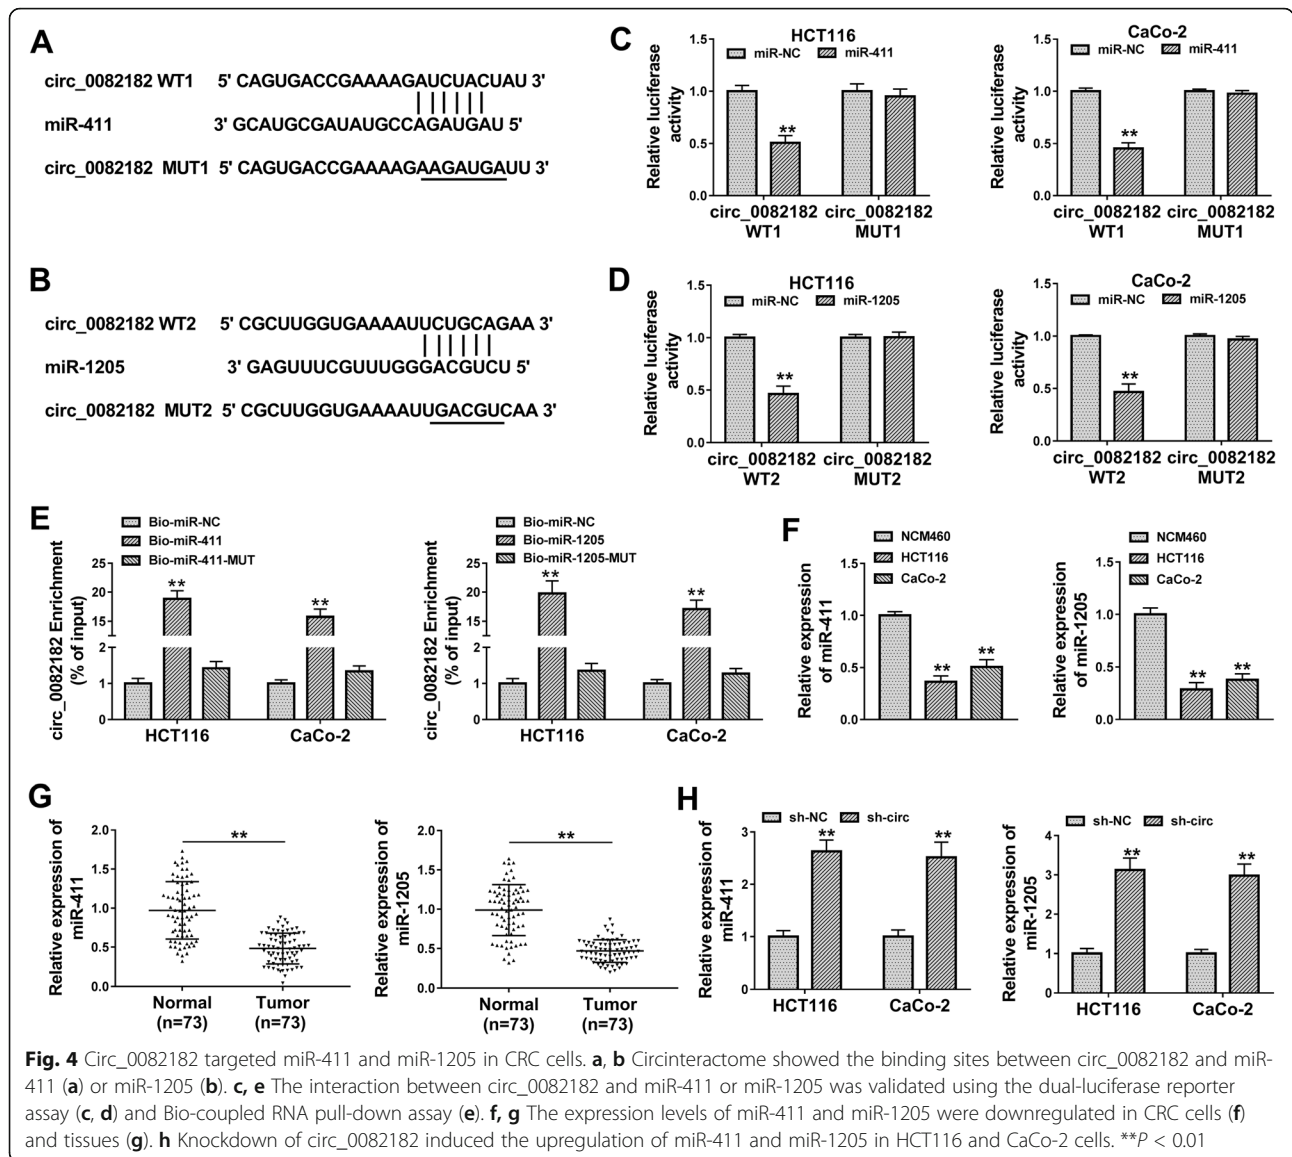 A
circ_0082182 WT1 5' CAGUGACCGAAAAGAUCUACUAU 3'
miR-411 3' GCAUGCGAUAUGCCAGAUGAU 5'
circ_0082182 MUT1 5' CAGUGACCGAAAAGAAGAUGAUU 3'
B
circ_0082182 WT2 5' CGCUUGGUGAAAAUUCUGCAGAA 3'
miR-1205 3' GAGUUUCGUUUGGGACGUCU 5'
circ_0082182 MUT2 5' CGCUUGGUGAAAAUUGACGUCAA 3'
C
HCT116
miR-NC miR-411
Relative luciferase
activity
1.5
1.0
0.5
0.0
**
circ_0082182 circ_0082182
WT1 MUT1
CaCo-2
miR-NC miR-411
Relative luciferase
activity
1.5
1.0
0.5
0.0
**
circ_0082182 circ_0082182
WT1 MUT1
D
HCT116
miR-NC miR-1205
Relative luciferase
activity
1.5
1.0
0.5
0.0
**
circ_0082182 circ_0082182
WT2 MUT2
CaCo-2
miR-NC miR-1205
Relative luciferase
activity
1.5
1.0
0.5
0.0
**
circ_0082182 circ_0082182
WT2 MUT2
E
Bio-miR-NC
Bio-miR-411
Bio-miR-411-MUT
circ_0082182 Enrichment
(% of input)
25
20
15
2
1
0
** **
HCT116 CaCo-2
Bio-miR-NC
Bio-miR-1205
Bio-miR-1205-MUT
circ_0082182 Enrichment
(% of input)
25
20
15
2
1
0
** **
HCT116 CaCo-2
F
NCM460
HCT116
CaCo-2
Relative expression
of miR-411
1.5
1.0
0.5
0.0
** **
NCM460
HCT116
CaCo-2
Relative expression
of miR-1205
1.5
1.0
0.5
0.0
** **
G
Relative expression of
miR-411
2.0
1.5
1.0
0.5
0.0
**
Normal Tumor
(n=73) (n=73)
Relative expression of
miR-1205
2.0
1.5
1.0
0.5
0.0
**
Normal Tumor
(n=73) (n=73)
H
sh-NC sh-circ
Relative expression of
miR-411
3
2
1
0
** **
HCT116 CaCo-2
sh-NC sh-circ
Relative expression of
miR-1205
4
3
2
1
0
** **
HCT116 CaCo-2
Fig. 4 Circ_0082182 targeted miR-411 and miR-1205 in CRC cells. a, b Circinteractome showed the binding sites between circ_0082182 and miR-
411 (a) or miR-1205 (b). c, e The interaction between circ_0082182 and miR-411 or miR-1205 was validated using the dual-luciferase reporter
assay (c, d) and Bio-coupled RNA pull-down assay (e). f, g The expression levels of miR-411 and miR-1205 were downregulated in CRC cells (f)
and tissues (g). h Knockdown of circ_0082182 induced the upregulation of miR-411 and miR-1205 in HCT116 and CaCo-2 cells. **P < 0.01